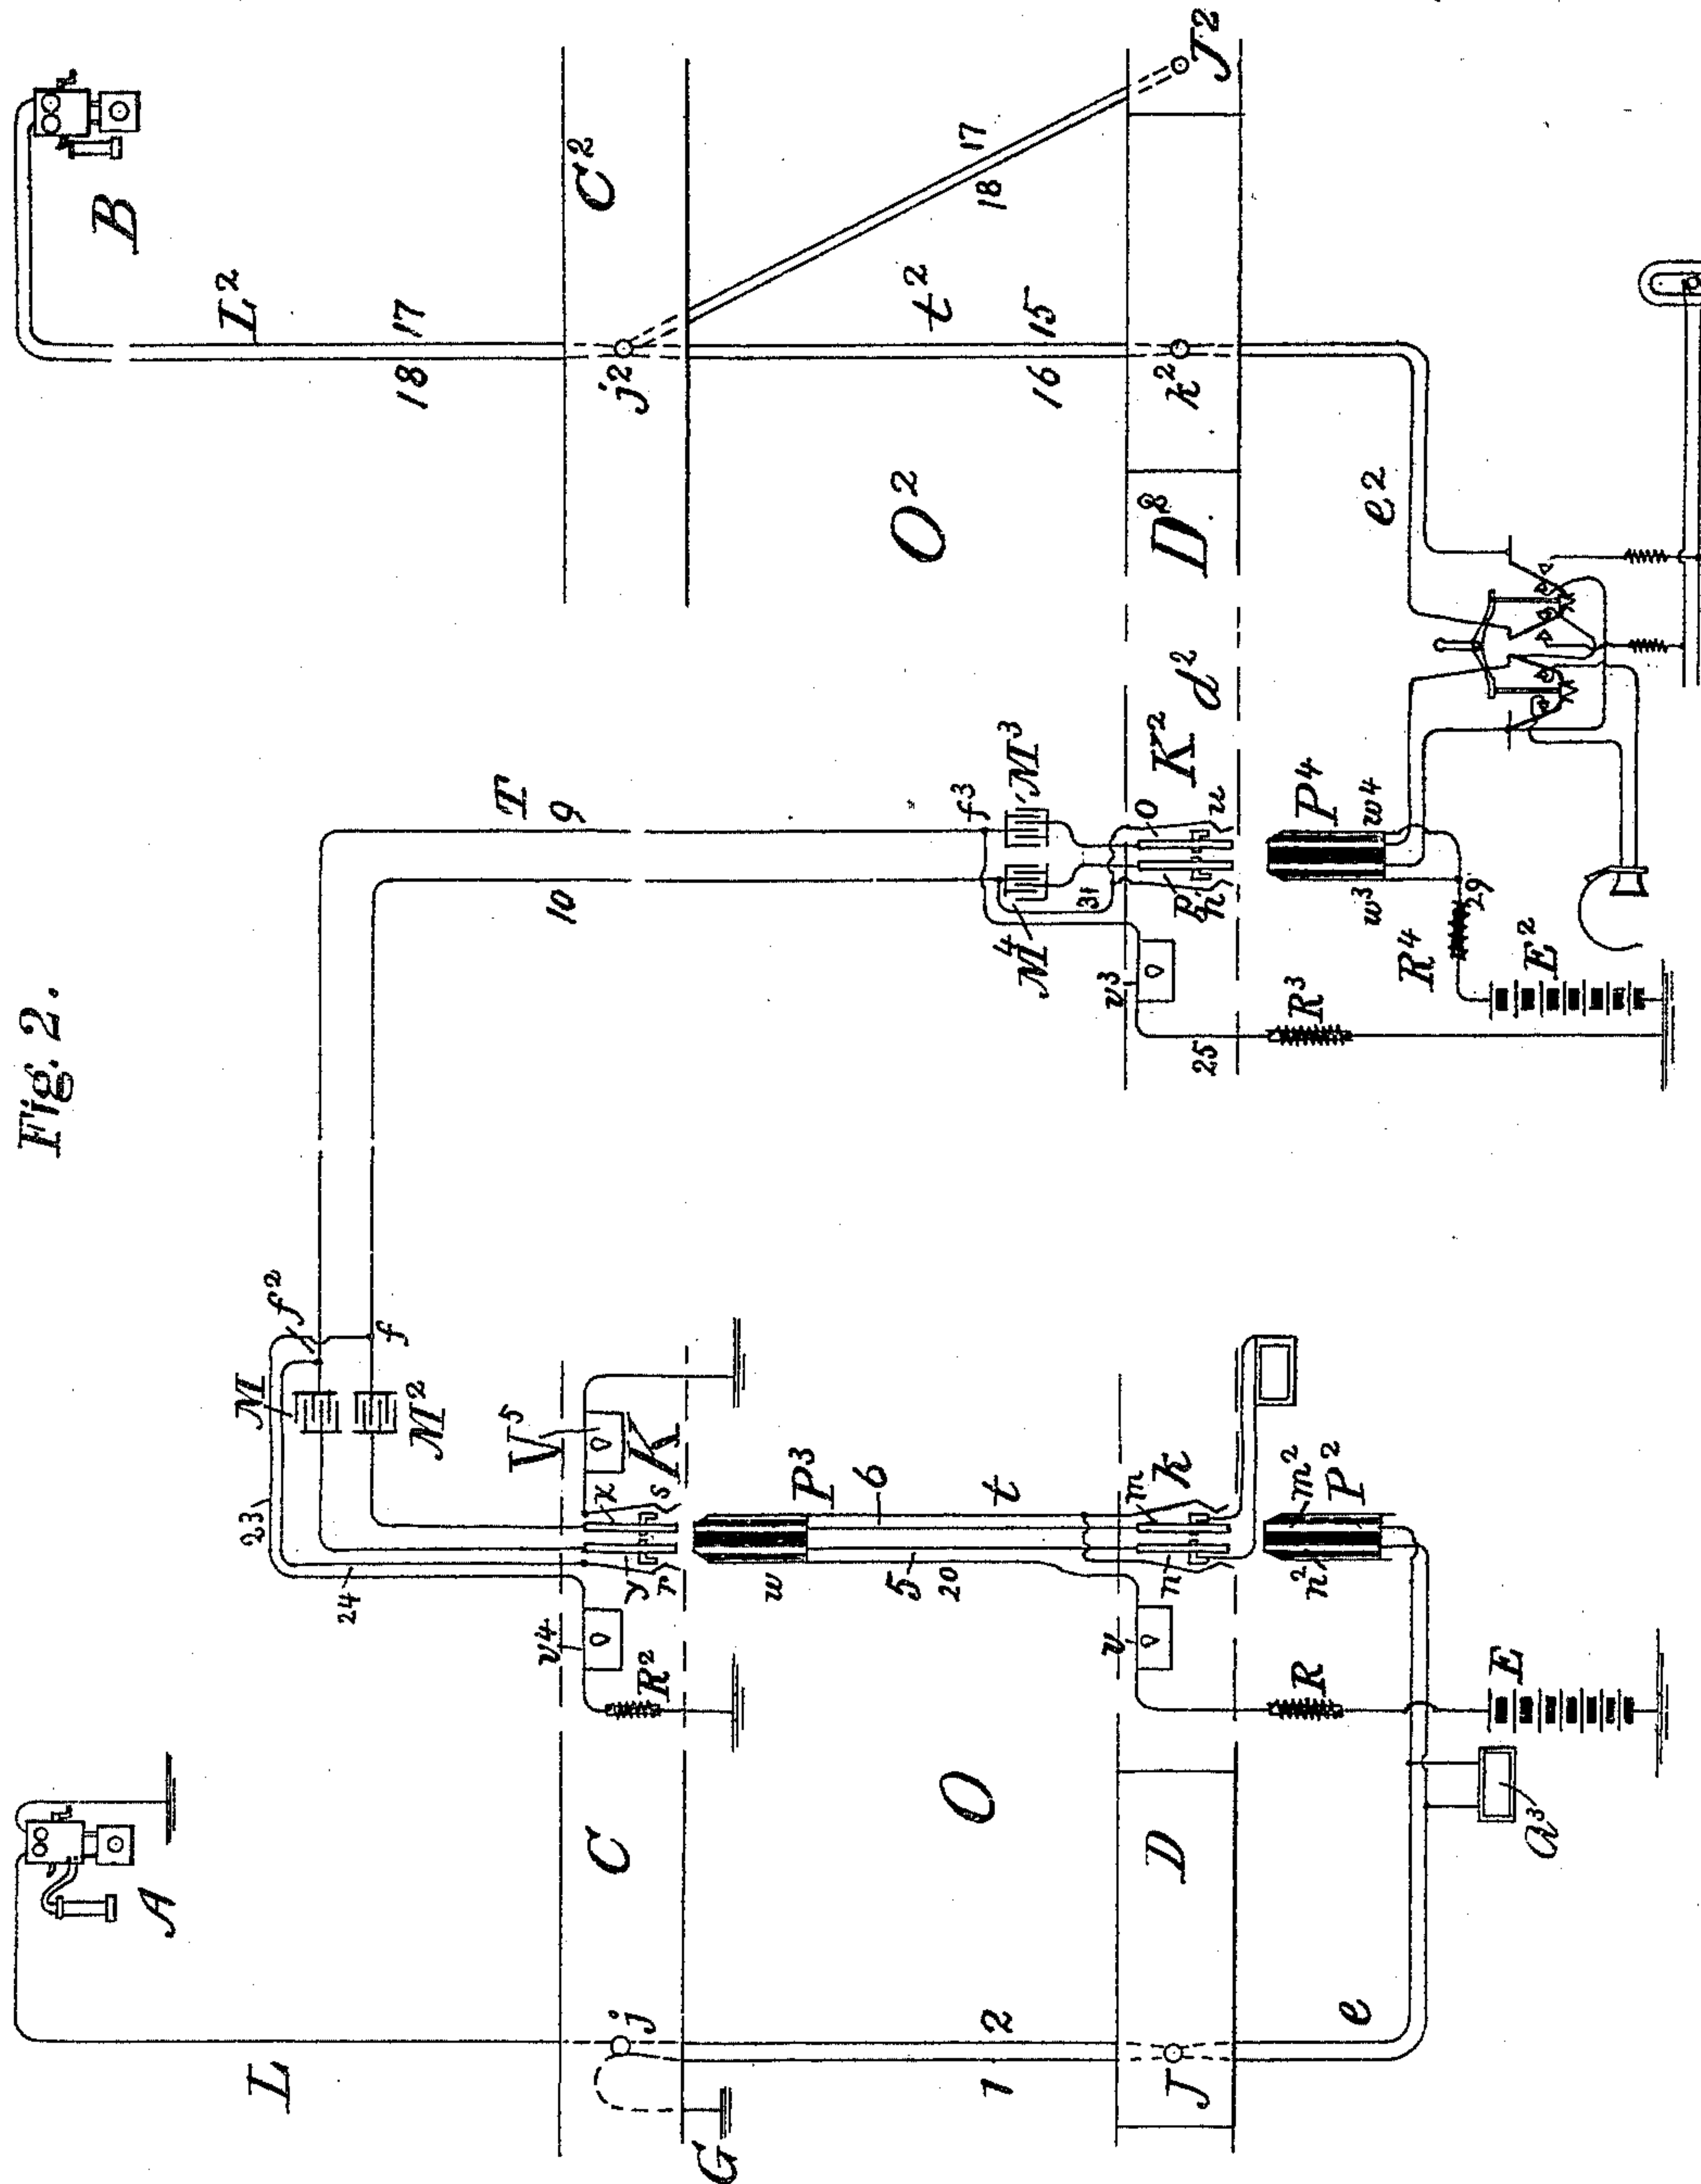 Fig. 2.
A
B
L
L²
18 17
C
C²
j
j²
G
M
M²
f²
f
23
24
V⁵
K
v⁴
R²
x
s
y
r
P³
w
5
6
20
t
1 2
O
O²
T
9
10
f³
M³
M⁴
31
o
u
K²
d²
D⁸
v³
25
R³
P⁴
w³
w⁴
29
R⁴
E²
t²
16 15
18 17
J²
k²
e²
J
D
v
m
n
k
m²
n²
P²
R
E
e
a³